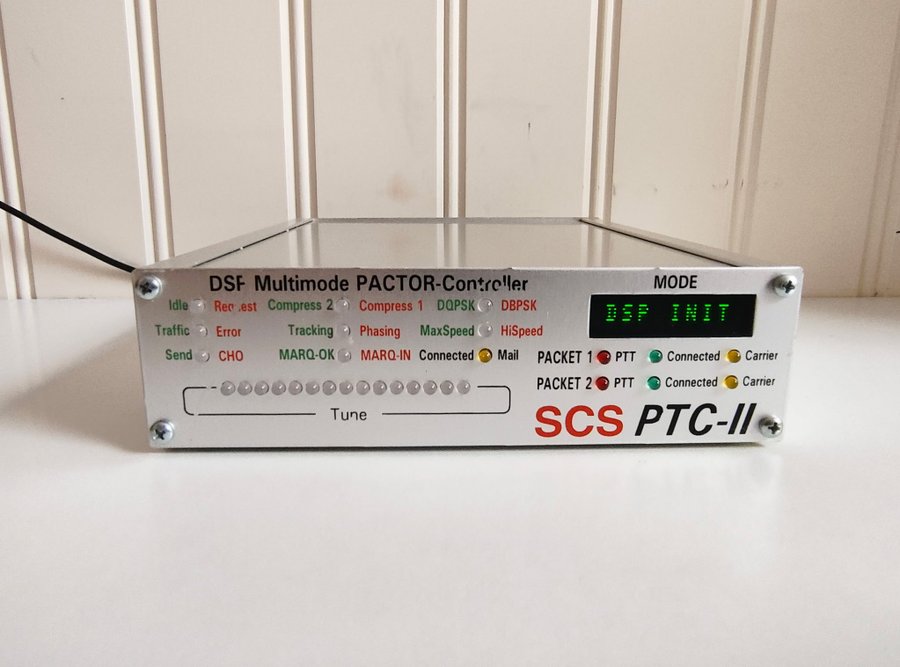 DSP Multimode PACTOR-Controller
MODE
Idle Request Compress 2 Compress 1 DQPSK DBPSK
DSP INIT
Traffic Error Tracking Phasing MaxSpeed HiSpeed
Send CHO MARQ-OK MARQ-IN Connected Mail
PACKET 1 PTT Connected Carrier
PACKET 2 PTT Connected Carrier
Tune
SCS PTC-II